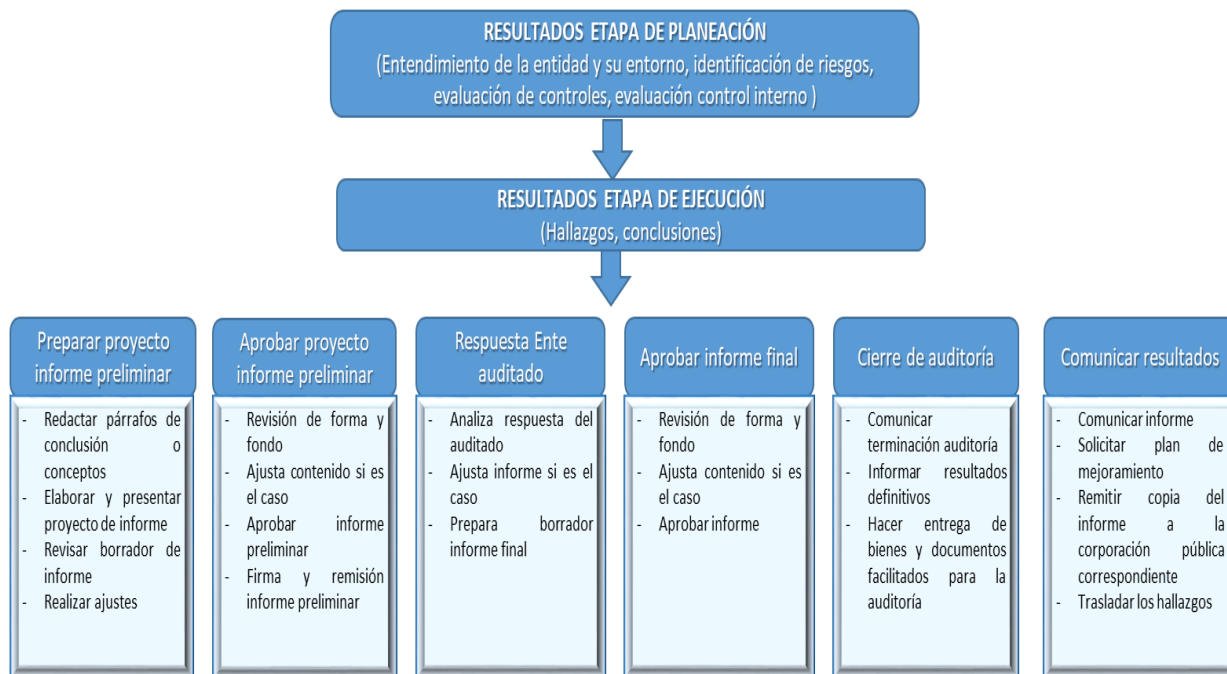 RESULTADOS ETAPA DE PLANEACIÓN
(Entendimiento de la entidad y su entorno, identificación de riesgos,
evaluación de controles, evaluación control interno )
RESULTADOS ETAPA DE EJECUCIÓN
(Hallazgos, conclusiones)
Preparar proyecto
informe preliminar
- Redactar párrafos de
conclusión o
conceptos
- Elaborar y presentar
proyecto de informe
- Revisar borrador de
informe
- Realizar ajustes
Aprobar proyecto
informe preliminar
- Revisión de forma y
fondo
- Ajusta contenido si es
el caso
- Aprobar informe
preliminar
- Firma y remisión
informe preliminar
Respuesta Ente
auditado
- Analiza respuesta del
auditado
- Ajusta informe si es el
caso
- Prepara borrador
informe final
Aprobar informe final
- Revisión de forma y
fondo
- Ajusta contenido si es
el caso
- Aprobar informe
Cierre de auditoría
- Comunicar
terminación auditoría
- Informar resultados
definitivos
- Hacer entrega de
bienes y documentos
facilitados para la
auditoría
Comunicar resultados
- Comunicar informe
- Solicitar plan de
mejoramiento
- Remitir copia del
informe a la
corporación pública
correspondiente
- Trasladar los hallazgos